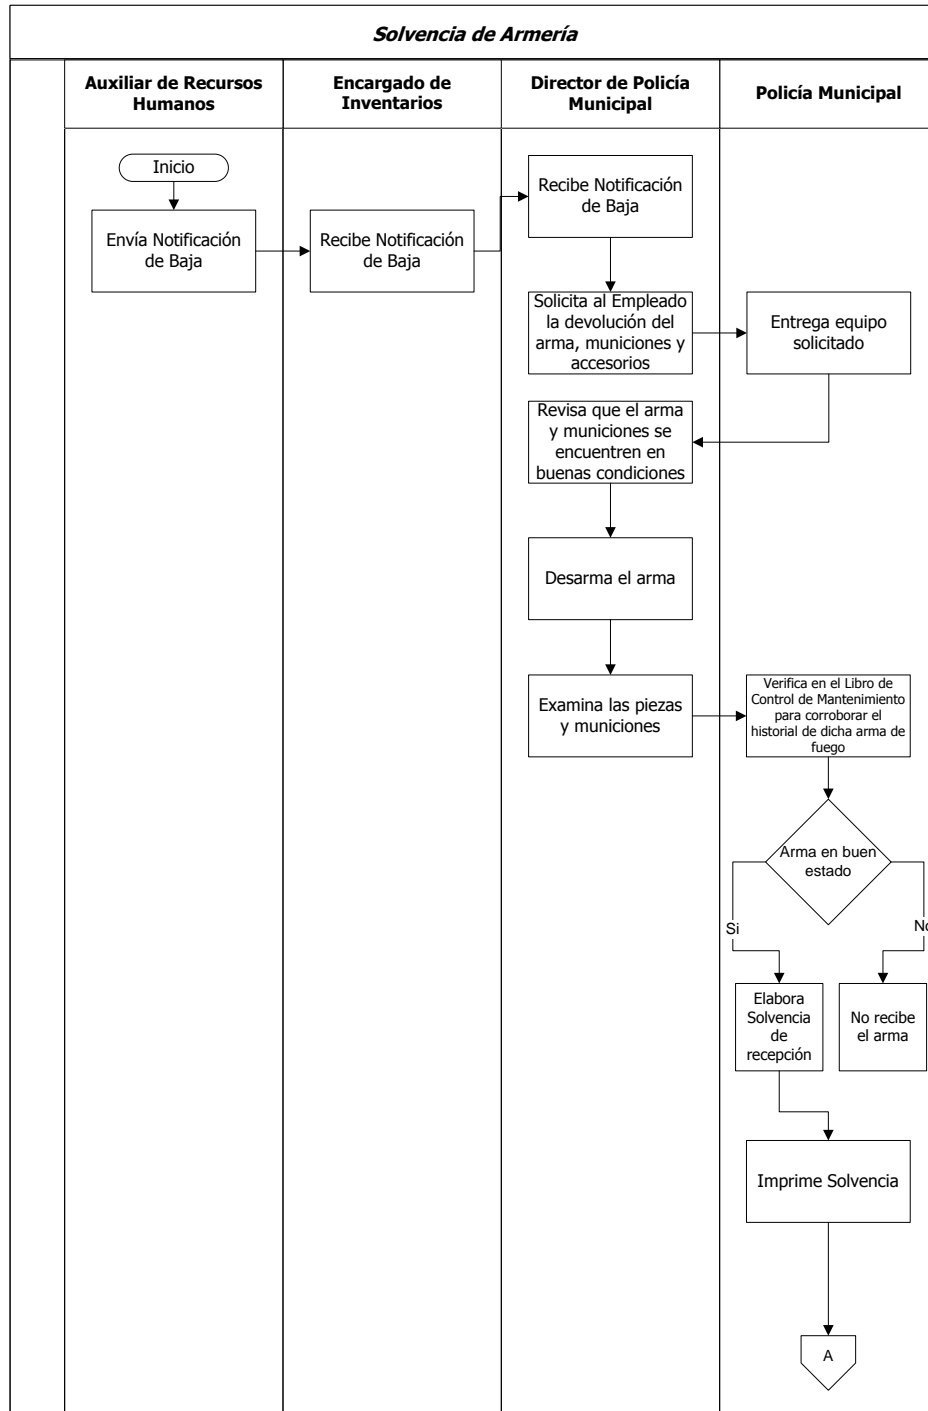 Solvencia de Armería
Auxiliar de Recursos
Humanos
Encargado de
Inventarios
Director de Policía
Municipal
Policía Municipal
Inicio
Envía Notificación
de Baja
Recibe Notificación
de Baja
Recibe Notificación
de Baja
Solicita al Empleado
la devolución del
arma, municiones y
accesorios
Entrega equipo
solicitado
Revisa que el arma
y municiones se
encuentren en
buenas condiciones
Desarma el arma
Examina las piezas
y municiones
Verifica en el Libro de
Control de Mantenimiento
para corroborar el
historial de dicha arma de
fuego
Arma en buen
estado
Si
No
Elabora
Solvencia
de
recepción
No recibe
el arma
Imprime Solvencia
A